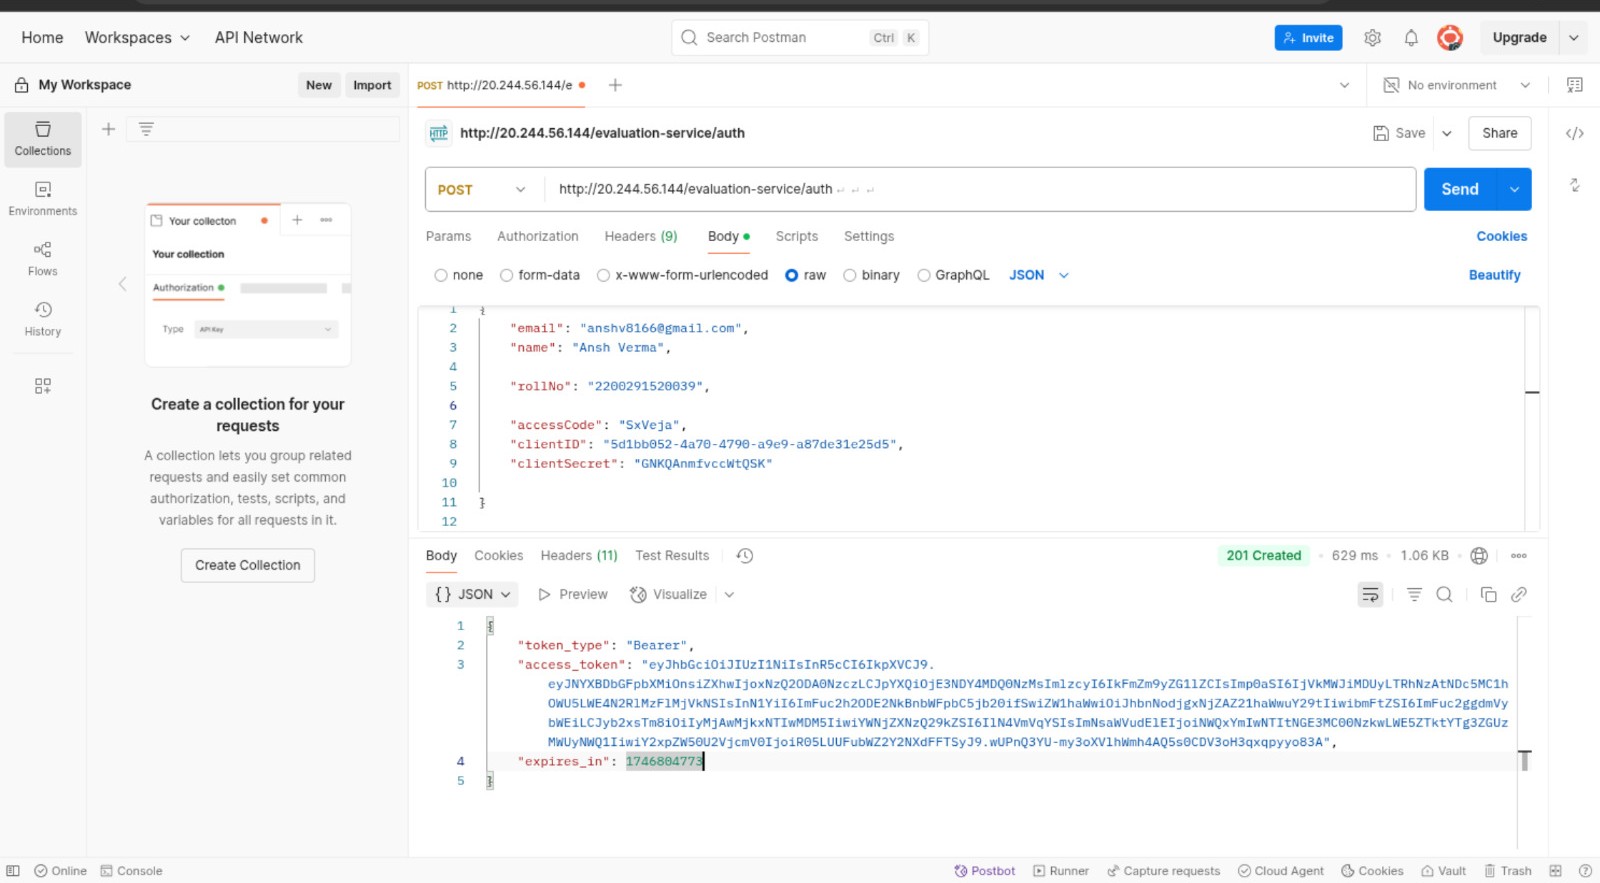 Home Workspaces API Network Search Postman Ctrl K Invite Upgrade
My Workspace New Import POST http://20.244.56.144/e No environment
Collections
Environments
Flows
History
Your collecton
Your collection
Authorization
Type API Key
Create a collection for your
requests
A collection lets you group related
requests and easily set common
authorization, tests, scripts, and
variables for all requests in it.
Create Collection
HTTP http://20.244.56.144/evaluation-service/auth Save Share
POST http://20.244.56.144/evaluation-service/auth Send
Params Authorization Headers (9) Body Scripts Settings Cookies
none form-data x-www-form-urlencoded raw binary GraphQL JSON Beautify
1 {
2 "email": "anshv8166@gmail.com",
3 "name": "Ansh Verma",
4
5 "rollNo": "2200291520039",
6
7 "accessCode": "SxVeja",
8 "clientID": "5d1bb052-4a70-4790-a9e9-a87de31e25d5",
9 "clientSecret": "GNKQAnmfvccWtQSK"
10
11 }
12
Body Cookies Headers (11) Test Results 201 Created 629 ms 1.06 KB
{} JSON Preview Visualize
1 {
2 "token_type": "Bearer",
3 "access_token": "eyJhbGciOiJIUzI1NiIsInR5cCI6IkpXVCJ9.
4 "expires_in": 1746804773
5 }
Online Console Postbot Runner Capture requests Cloud Agent Cookies Vault Trash